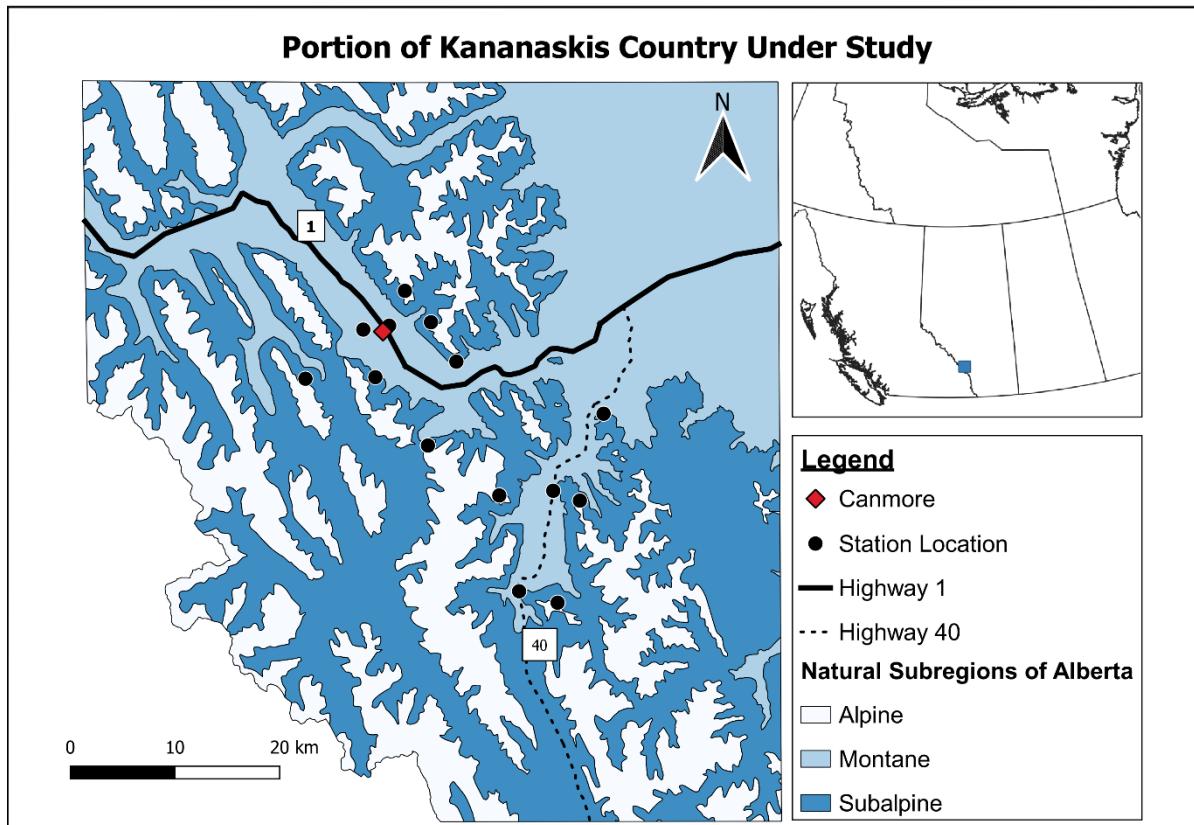 Portion of Kananaskis Country Under Study
N
1
40
0 10 20 km
Legend
Canmore
Station Location
Highway 1
Highway 40
Natural Subregions of Alberta
Alpine
Montane
Subalpine